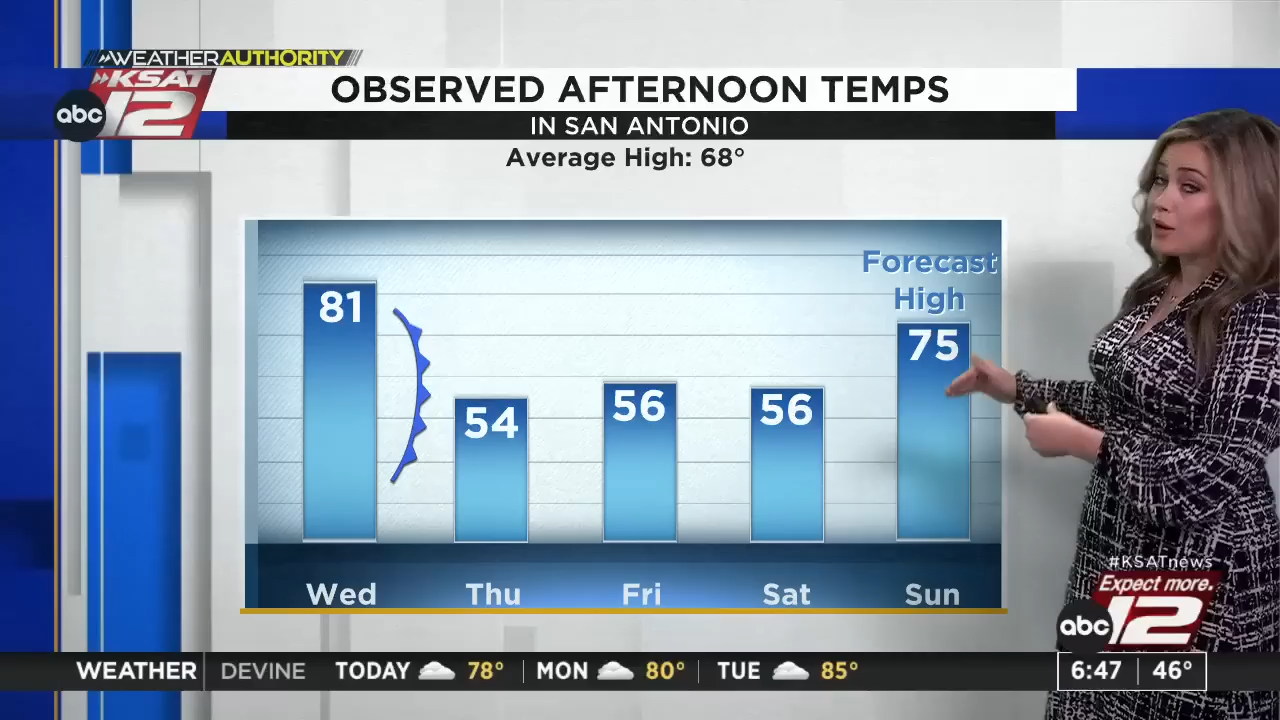 WEATHERAUTHORITY
KSAT
abc 12
OBSERVED AFTERNOON TEMPS
IN SAN ANTONIO
Average High: 68°
Forecast
High
81
54
56
56
75
Wed Thu Fri Sat Sun
#KSATnews
Expect more.
abc 12
WEATHER DEVINE TODAY 78° MON 80° TUE 85° 6:47 46°